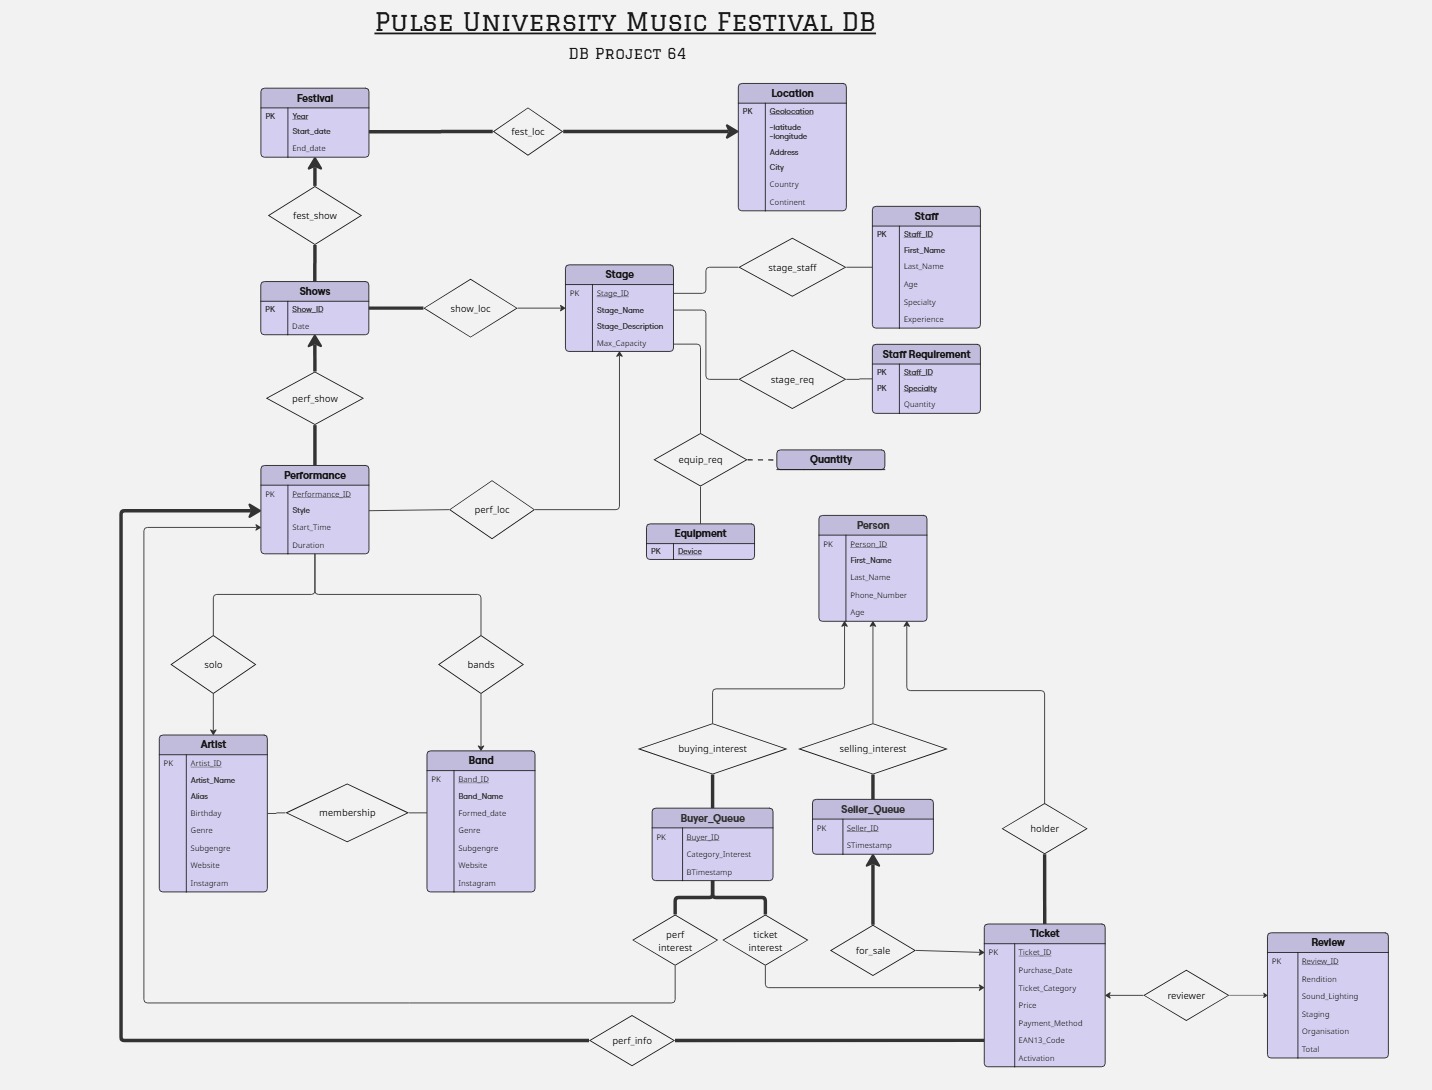 Pulse University Music Festival DB
DB Project 64
Festival
PK Year
Start_date
End_date
fest_loc
Location
PK Geolocation
-latitude
-longitude
Address
City
Country
Continent
fest_show
Staff
PK Staff_ID
First_Name
Last_Name
Age
Specialty
Experience
stage_staff
Stage
PK Stage_ID
Stage_Name
Stage_Description
Max_Capacity
Shows
PK Show_ID
Date
show_loc
Staff Requirement
PK Staff_ID
PK Specialty
Quantity
stage_req
perf_show
equip_req
Quantity
Performance
PK Performance_ID
Style
Start_Time
Duration
perf_loc
Equipment
PK Device
Person
PK Person_ID
First_Name
Last_Name
Phone_Number
Age
solo
bands
Artist
PK Artist_ID
Artist_Name
Alias
Birthday
Genre
Subgengre
Website
Instagram
membership
Band
PK Band_ID
Band_Name
Formed_date
Genre
Subgengre
Website
Instagram
buying_interest
selling_interest
Buyer_Queue
PK Buyer_ID
Category_Interest
BTimestamp
Seller_Queue
PK Seller_ID
STimestamp
holder
perf
interest
ticket
interest
for_sale
Ticket
PK Ticket_ID
Purchase_Date
Ticket_Category
Price
Payment_Method
EAN13_Code
Activation
reviewer
Review
PK Review_ID
Rendition
Sound_Lighting
Staging
Organisation
Total
perf_info